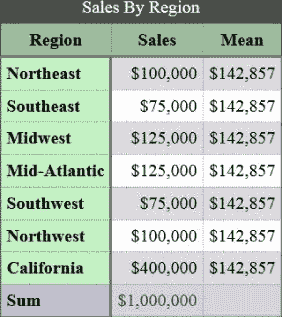 Sales By Region
Region Sales Mean
Northeast $100,000 $142,857
Southeast $75,000 $142,857
Midwest $125,000 $142,857
Mid-Atlantic $125,000 $142,857
Southwest $75,000 $142,857
Northwest $100,000 $142,857
California $400,000 $142,857
Sum $1,000,000